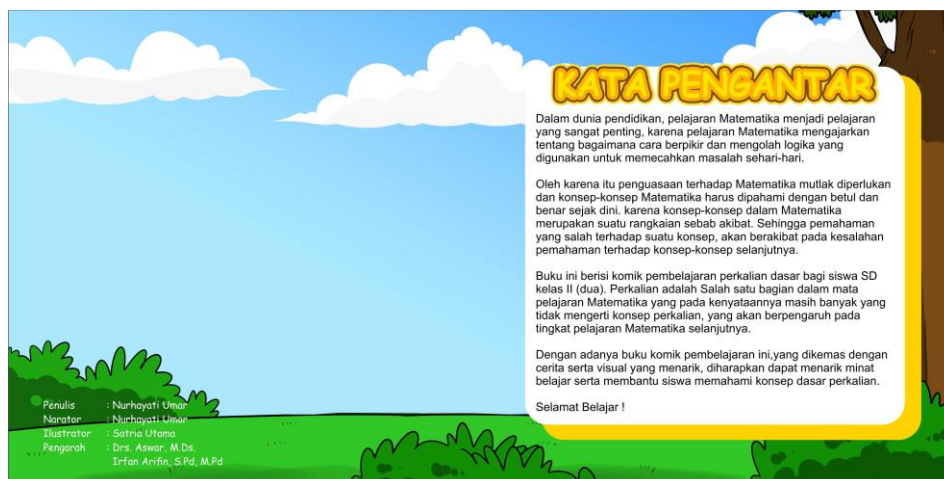 KATA PENGANTAR
Dalam dunia pendidikan, pelajaran Matematika menjadi pelajaran
yang sangat penting, karena pelajaran Matematika mengajarkan
tentang bagaimana cara berpikir dan mengolah logika yang
digunakan untuk memecahkan masalah sehari-hari.
Oleh karena itu penguasaan terhadap Matematika mutlak diperlukan
dan konsep-konsep Matematika harus dipahami dengan betul dan
benar sejak dini. karena konsep-konsep dalam Matematika
merupakan suatu rangkaian sebab akibat. Sehingga pemahaman
yang salah terhadap suatu konsep, akan berakibat pada kesalahan
pemahaman terhadap konsep-konsep selanjutnya.
Buku ini berisi komik pembelajaran perkalian dasar bagi siswa SD
kelas II (dua). Perkalian adalah Salah satu bagian dalam mata
pelajaran Matematika yang pada kenyataannya masih banyak yang
tidak mengerti konsep perkalian, yang akan berpengaruh pada
tingkat pelajaran Matematika selanjutnya.
Dengan adanya buku komik pembelajaran ini,yang dikemas dengan
cerita serta visual yang menarik, diharapkan dapat menarik minat
belajar serta membantu siswa memahami konsep dasar perkalian.
Selamat Belajar !
Penulis : Nurhayati Umar
Narator : Nurhayati Umar
Ilustrator : Satria Utama
Pengarah : Drs. Aswar, M.Ds.
Irfan Arifin, S.Pd, M.Pd